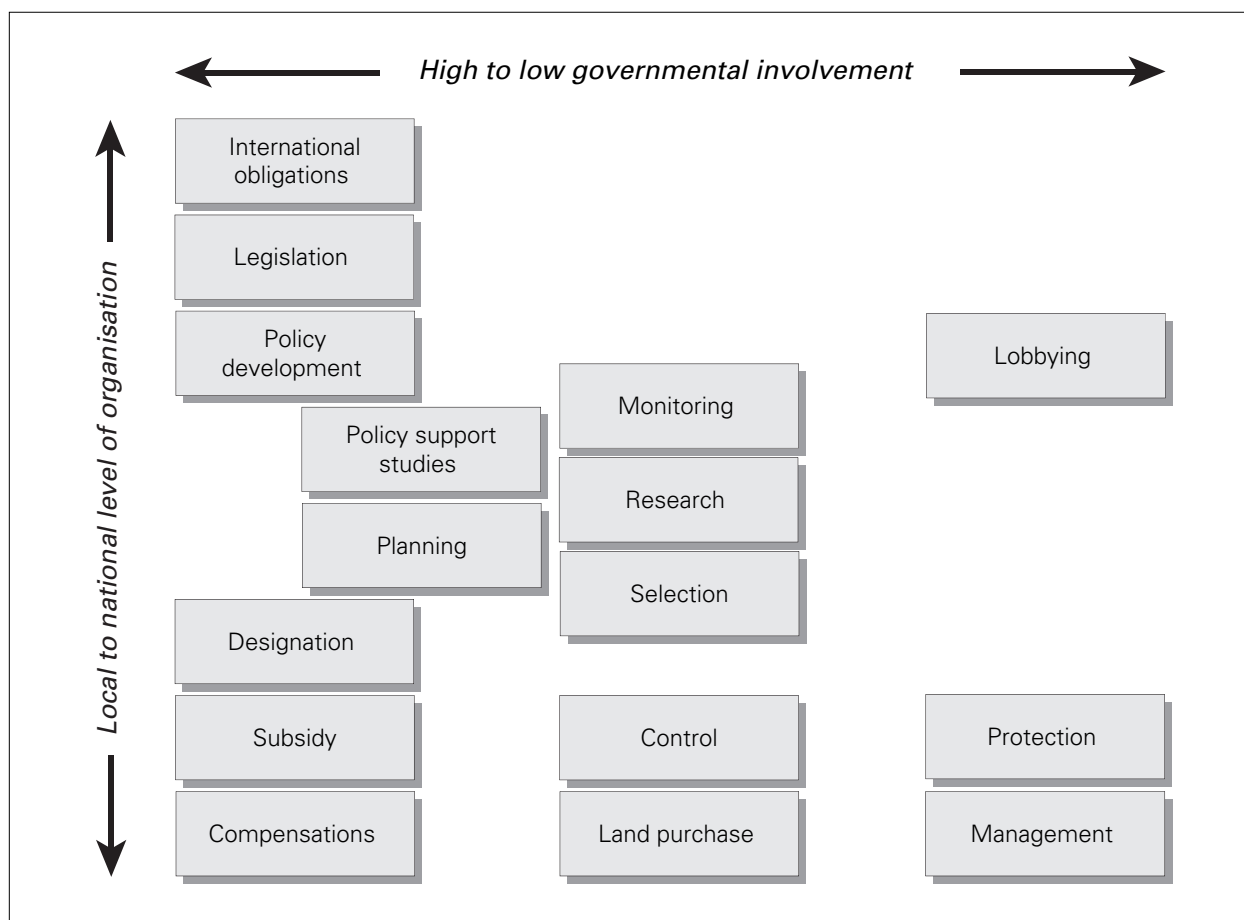 High to low governmental involvement
Local to national level of organisation
International
obligations
Legislation
Policy
development
Lobbying
Monitoring
Policy support
studies
Research
Planning
Selection
Designation
Subsidy
Control
Protection
Compensations
Land purchase
Management